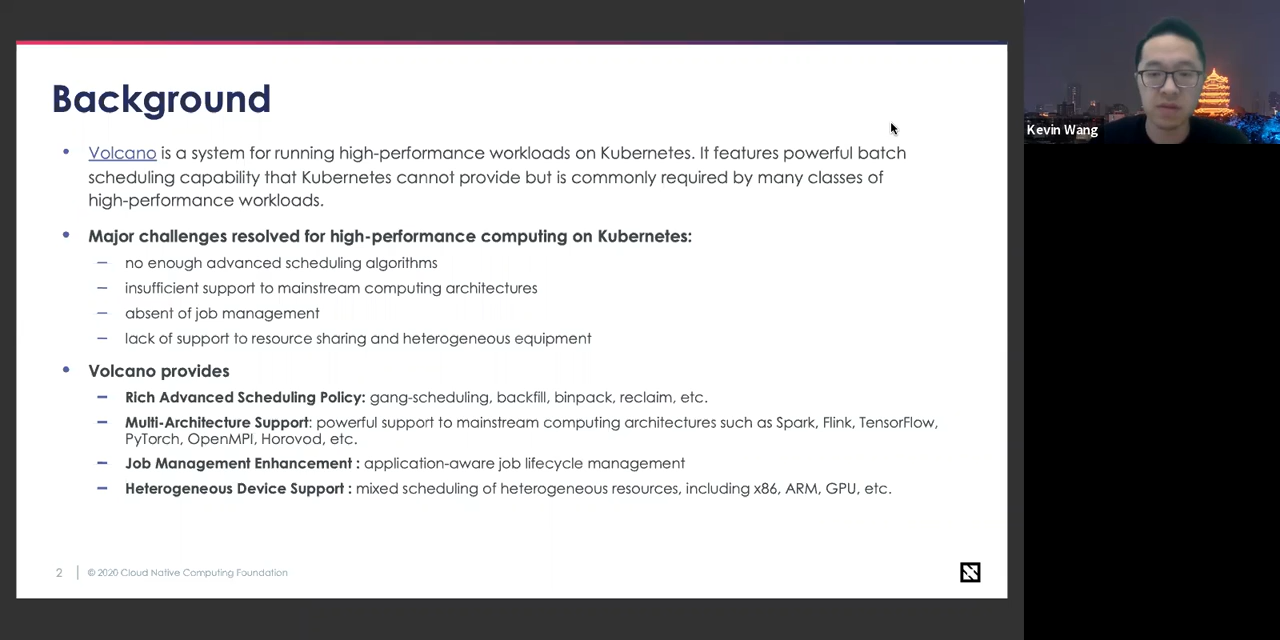 Background
Volcano is a system for running high-performance workloads on Kubernetes. It features powerful batch
scheduling capability that Kubernetes cannot provide but is commonly required by many classes of
high-performance workloads.
Major challenges resolved for high-performance computing on Kubernetes:
no enough advanced scheduling algorithms
insufficient support to mainstream computing architectures
absent of job management
lack of support to resource sharing and heterogeneous equipment
Volcano provides
Rich Advanced Scheduling Policy: gang-scheduling, backfill, binpack, reclaim, etc.
Multi-Architecture Support: powerful support to mainstream computing architectures such as Spark, Flink, TensorFlow,
PyTorch, OpenMPI, Horovod, etc.
Job Management Enhancement : application-aware job lifecycle management
Heterogeneous Device Support : mixed scheduling of heterogeneous resources, including x86, ARM, GPU, etc.
2 | © 2020 Cloud Native Computing Foundation
Kevin Wang